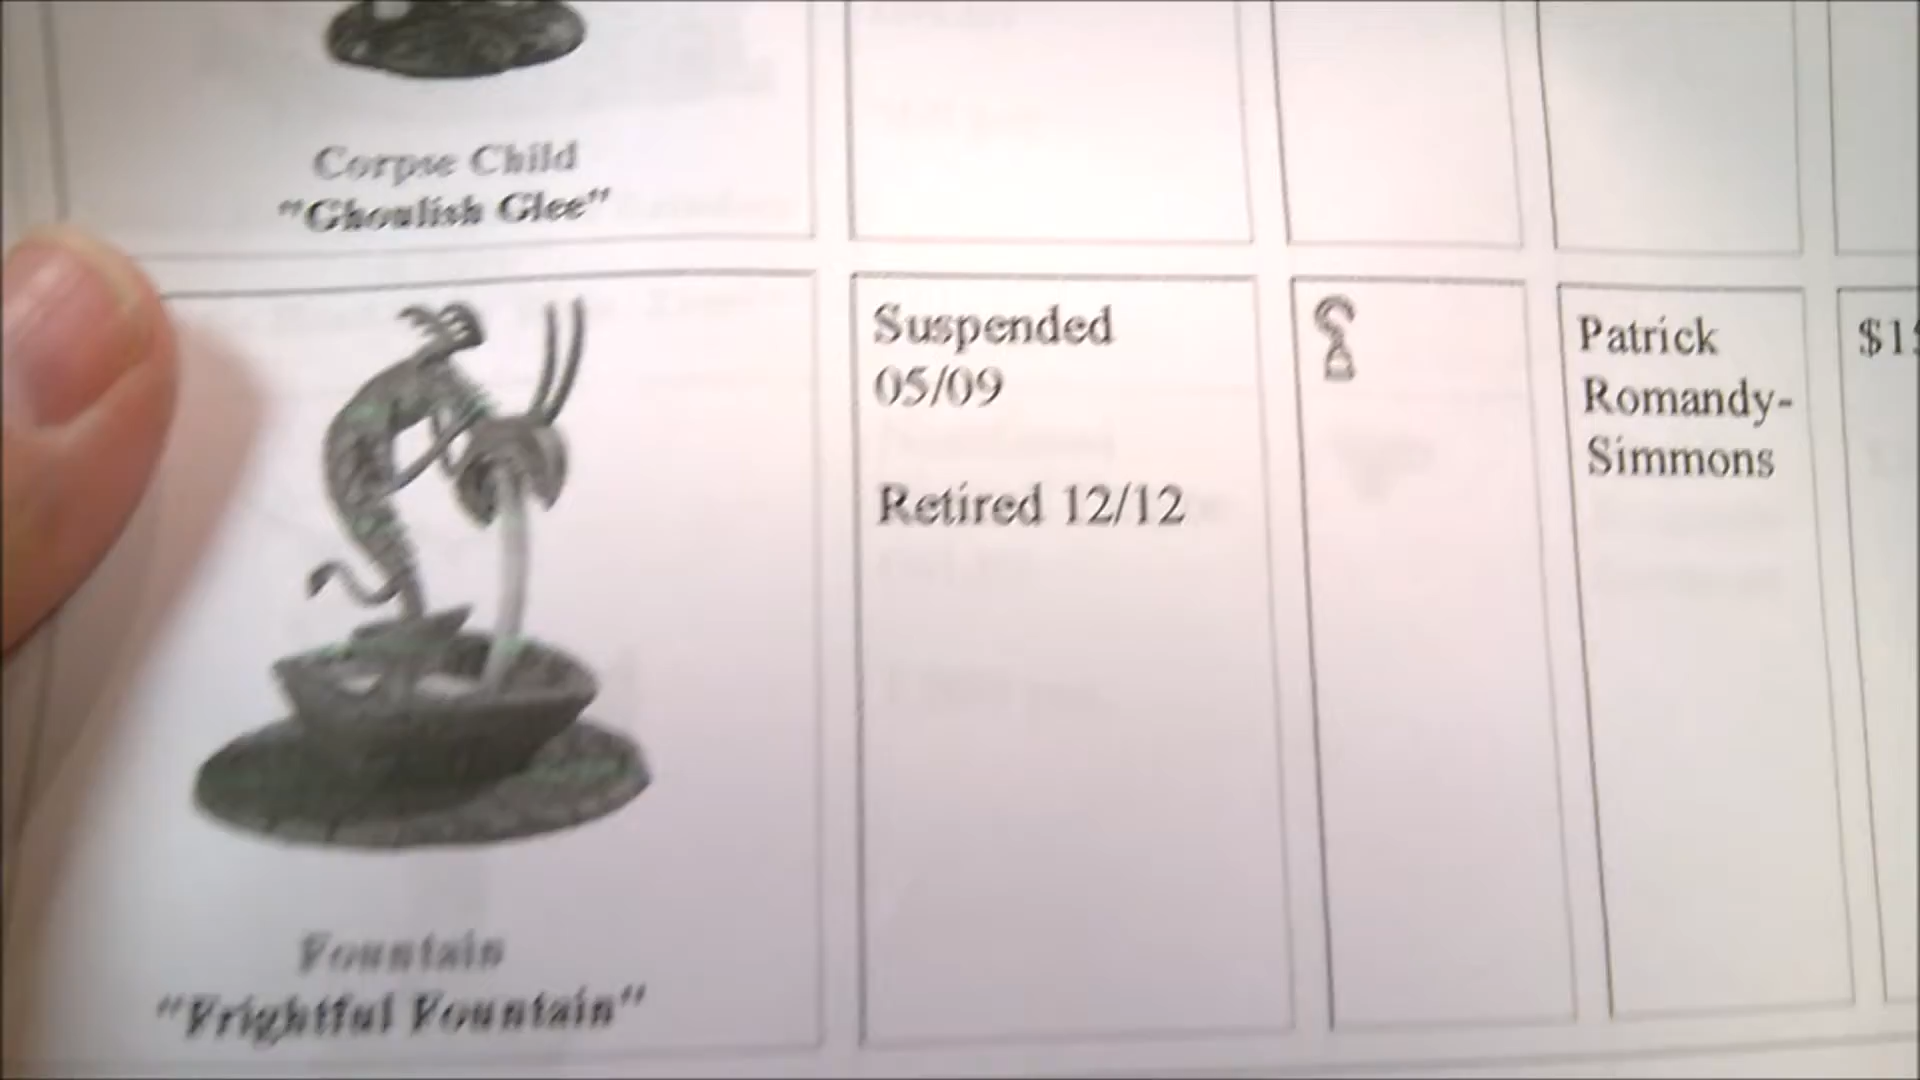 Corpse Child
"Ghoulish Glee"
Suspended
05/09
Retired 12/12
Patrick
Romandy-
Simmons
Fountain
"Frightful Fountain"